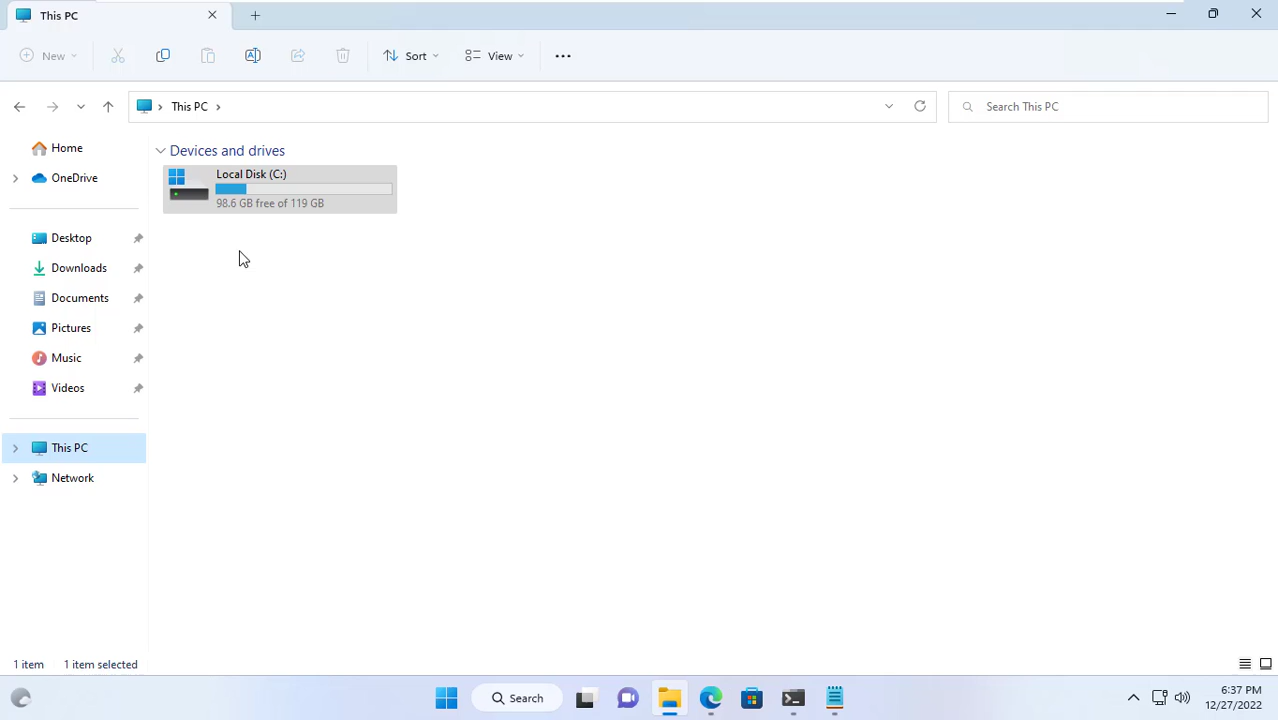 This PC
New
Sort
View
This PC
Search This PC
Home
OneDrive
Desktop
Downloads
Documents
Pictures
Music
Videos
This PC
Network
Devices and drives
Local Disk (C:)
98.6 GB free of 119 GB
1 item
1 item selected
Search
6:37 PM
12/27/2022